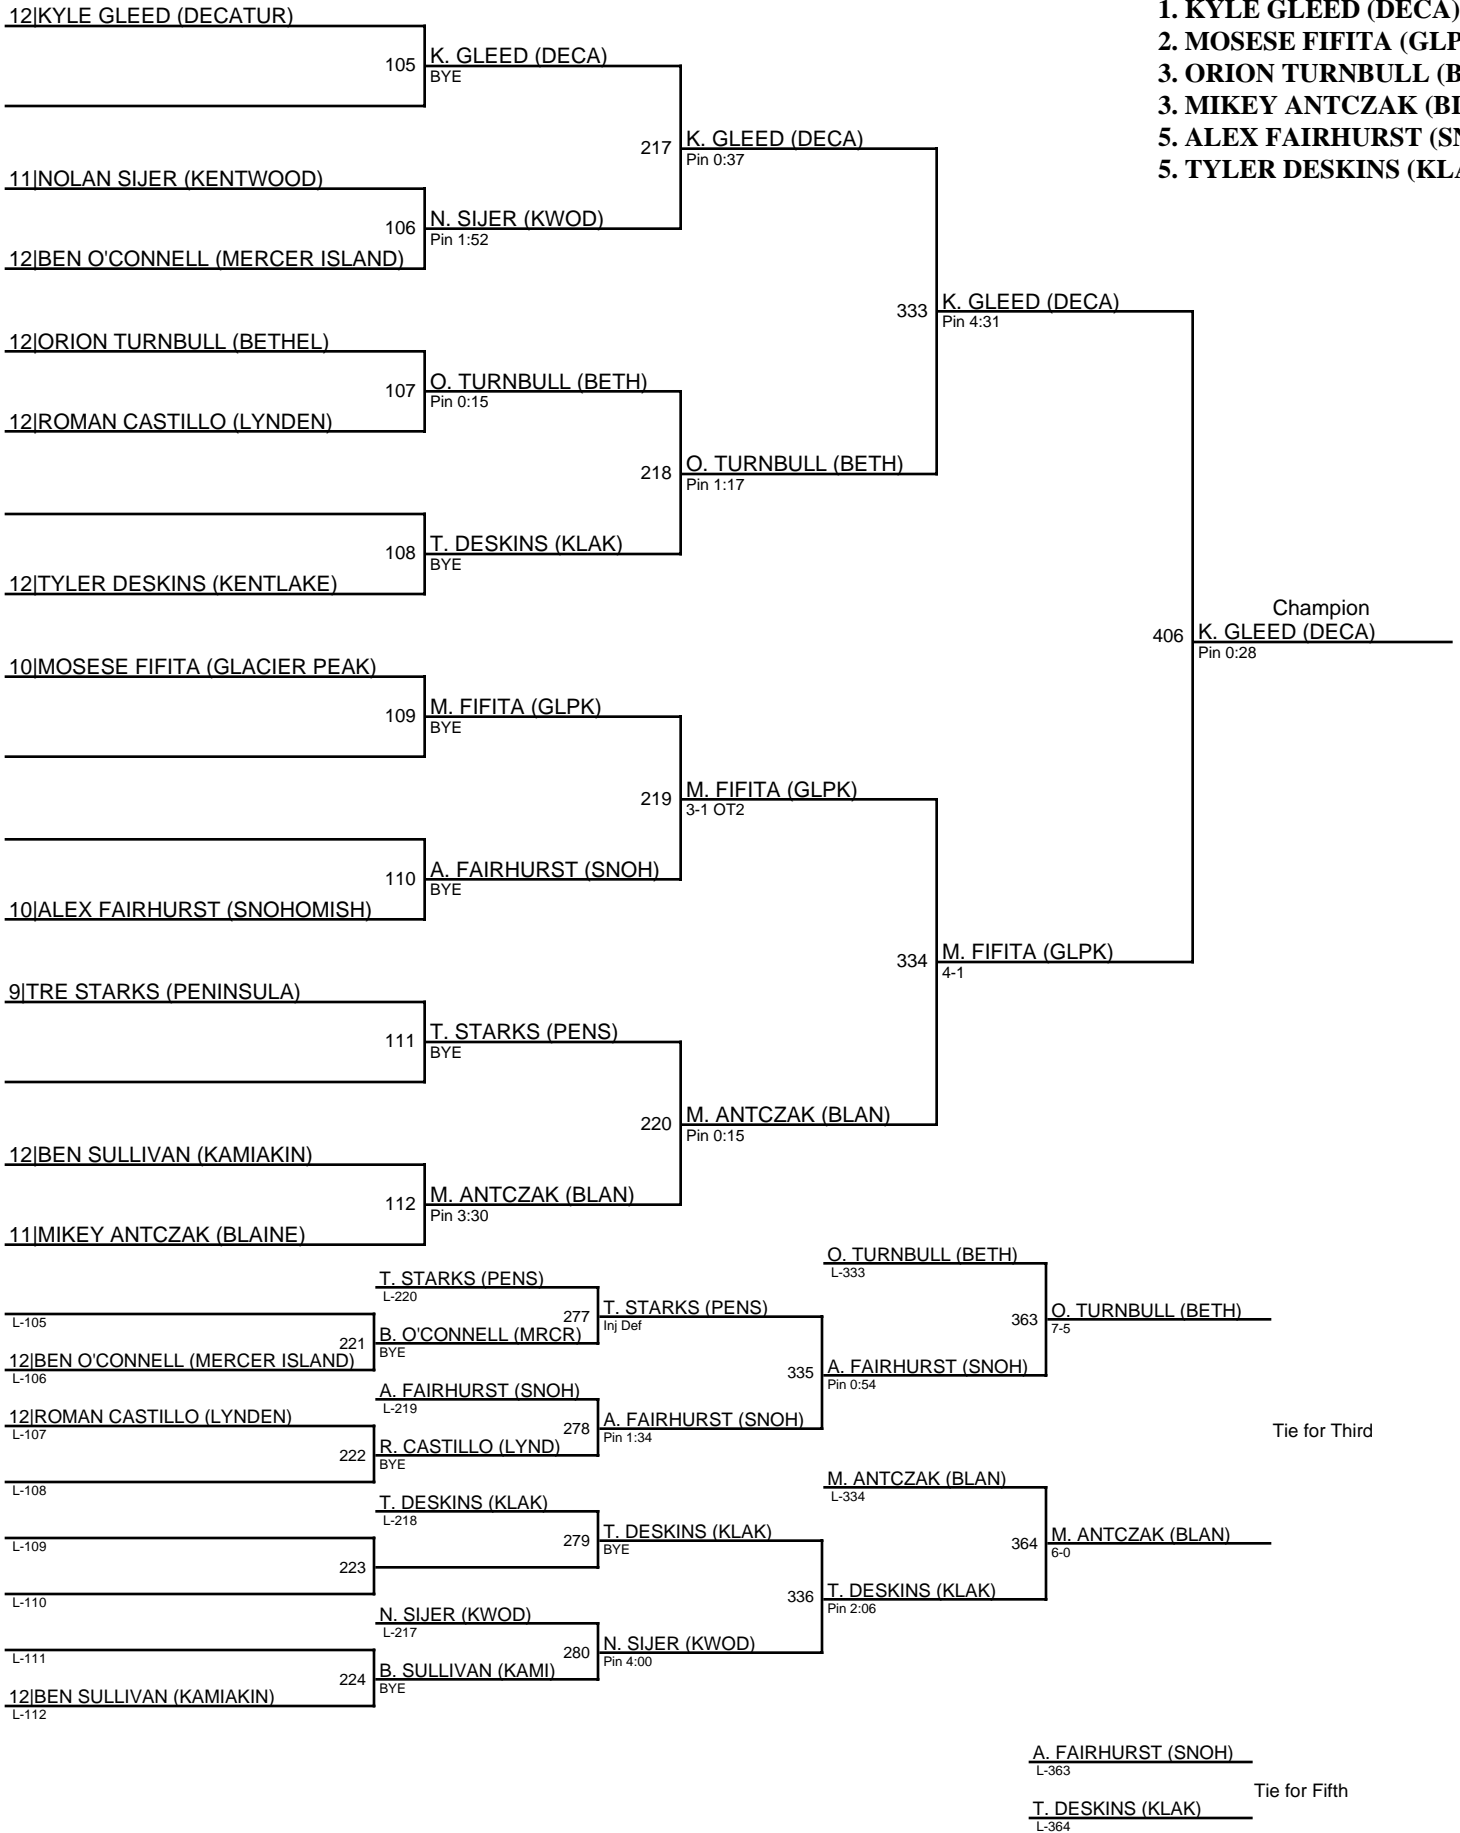 1. KYLE GLEED (DECA)
2. MOSESE FIFITA (GLP
3. ORION TURNBULL (B
3. MIKEY ANTCZAK (BL
5. ALEX FAIRHURST (SN
5. TYLER DESKINS (KLA
12|KYLE GLEED (DECATUR)
105
K. GLEED (DECA)
BYE
217
K. GLEED (DECA)
Pin 0:37
11|NOLAN SIJER (KENTWOOD)
106
N. SIJER (KWOD)
Pin 1:52
12|BEN O'CONNELL (MERCER ISLAND)
333
K. GLEED (DECA)
Pin 4:31
12|ORION TURNBULL (BETHEL)
107
O. TURNBULL (BETH)
Pin 0:15
12|ROMAN CASTILLO (LYNDEN)
218
O. TURNBULL (BETH)
Pin 1:17
108
T. DESKINS (KLAK)
BYE
12|TYLER DESKINS (KENTLAKE)
Champion
406
K. GLEED (DECA)
Pin 0:28
10|MOSESE FIFITA (GLACIER PEAK)
109
M. FIFITA (GLPK)
BYE
219
M. FIFITA (GLPK)
3-1 OT2
110
A. FAIRHURST (SNOH)
BYE
10|ALEX FAIRHURST (SNOHOMISH)
334
M. FIFITA (GLPK)
4-1
9|TRE STARKS (PENINSULA)
111
T. STARKS (PENS)
BYE
220
M. ANTCZAK (BLAN)
Pin 0:15
12|BEN SULLIVAN (KAMIAKIN)
112
M. ANTCZAK (BLAN)
Pin 3:30
11|MIKEY ANTCZAK (BLAINE)
O. TURNBULL (BETH)
L-333
T. STARKS (PENS)
L-220
L-105
277
T. STARKS (PENS)
Inj Def
363
O. TURNBULL (BETH)
7-5
221
B. O'CONNELL (MRCR)
BYE
12|BEN O'CONNELL (MERCER ISLAND)
L-106
335
A. FAIRHURST (SNOH)
Pin 0:54
A. FAIRHURST (SNOH)
L-219
12|ROMAN CASTILLO (LYNDEN)
L-107
278
A. FAIRHURST (SNOH)
Pin 1:34
Tie for Third
222
R. CASTILLO (LYND)
BYE
L-108
M. ANTCZAK (BLAN)
L-334
T. DESKINS (KLAK)
L-218
L-109
279
T. DESKINS (KLAK)
BYE
364
M. ANTCZAK (BLAN)
6-0
223
L-110
336
T. DESKINS (KLAK)
Pin 2:06
N. SIJER (KWOD)
L-217
L-111
280
N. SIJER (KWOD)
Pin 4:00
224
B. SULLIVAN (KAMI)
BYE
12|BEN SULLIVAN (KAMIAKIN)
L-112
A. FAIRHURST (SNOH)
L-363
Tie for Fifth
T. DESKINS (KLAK)
L-364